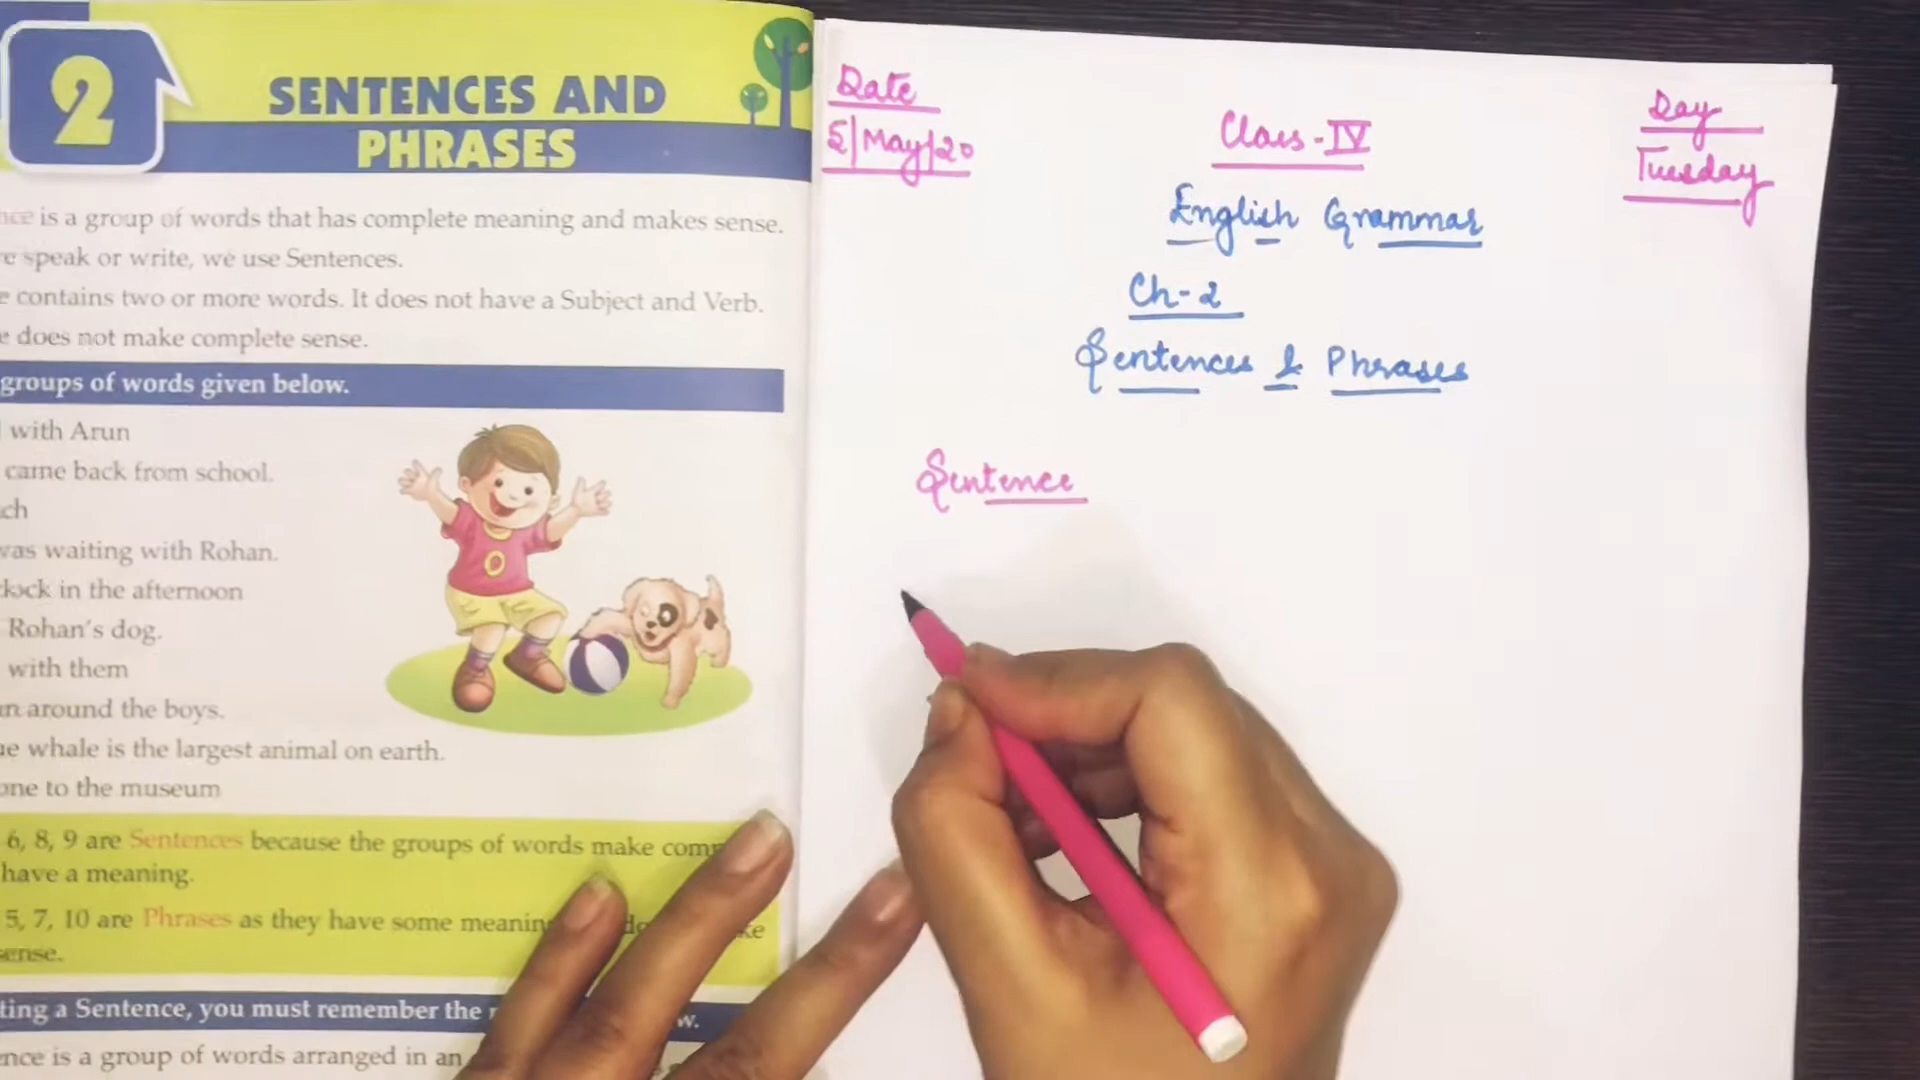 2
SENTENCES AND
PHRASES
is a group of words that has complete meaning and makes sense.
speak or write, we use Sentences.
contains two or more words. It does not have a Subject and Verb.
does not make complete sense.
groups of words given below.
with Arun
came back from school.
was waiting with Rohan.
in the afternoon
Rohan's dog.
with them
around the boys.
whale is the largest animal on earth.
to the museum
6, 8, 9 are Sentences because the groups of words make
have a meaning.
5, 7, 10 are Phrases as they have some
sense.
a Sentence, you must remember the
is a group of words arranged in an
Date
5|May|20
Class-IV
Day
Tuesday
English Grammar
Ch-2
Sentences & Phrases
Sentence